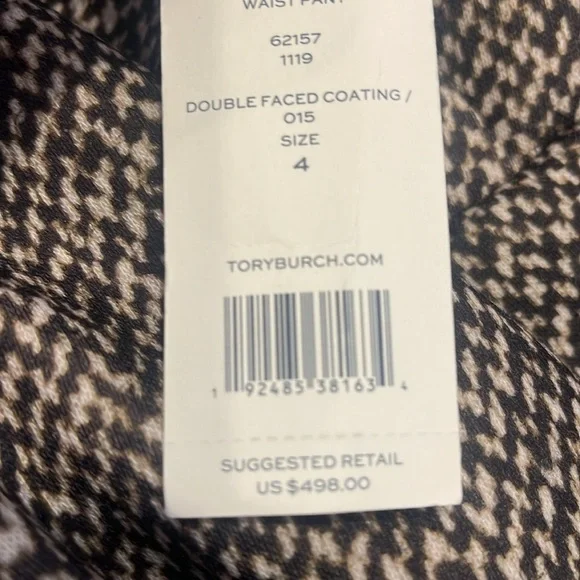 WAIST PANT
62157
1119
DOUBLE FACED COATING /
015
SIZE
4
TORYBURCH.COM
1 92485 38163 4
SUGGESTED RETAIL
US $498.00